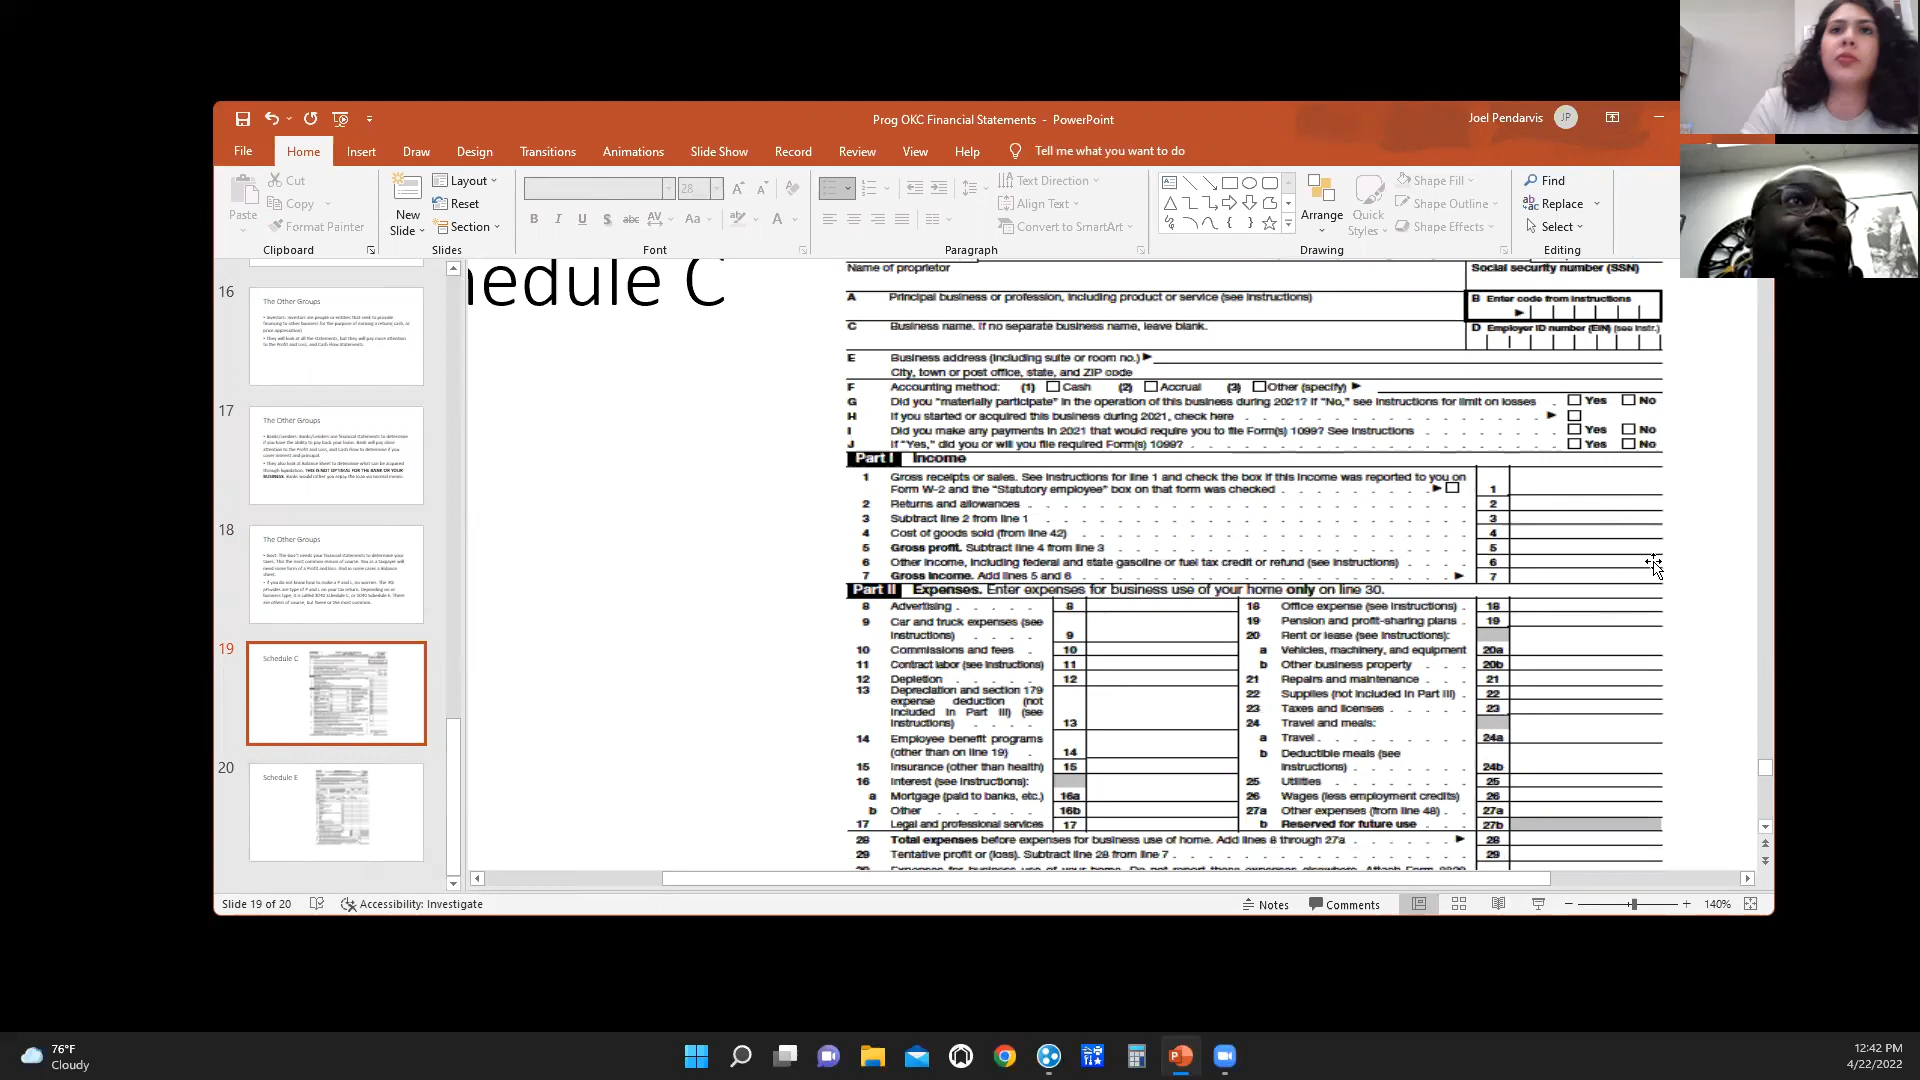 Prog OKC Financial Statements - PowerPoint
Joel Pendarvis
JP
File Home Insert Draw Design Transitions Animations Slide Show Record Review View Help Tell me what you want to do
Paste
Cut
Copy
Format Painter
Clipboard
New Slide
Layout
Reset
Section
Slides
28
Font
Text Direction
Align Text
Convert to SmartArt
Paragraph
Arrange
Quick Styles
Shape Fill
Shape Outline
Shape Effects
Drawing
Find
Replace
Select
Editing
16
The Other Groups
17
The Other Groups
18
The Other Groups
19
Schedule C
20
Schedule E
hedule C
Name of proprietor
Social security number (SSN)
A Principal business or profession, including product or service (see instructions)
B Enter code from instructions
C Business name. If no separate business name, leave blank.
D Employer ID number (EIN) (see instr.)
E Business address (including suite or room no.)
City, town or post office, state, and ZIP code
F Accounting method: (1) Cash (2) Accrual (3) Other (specify)
G Did you "materially participate" in the operation of this business during 2021? If "No," see instructions for limit on losses . Yes No
H If you started or acquired this business during 2021, check here
I Did you make any payments in 2021 that would require you to file Form(s) 1099? See instructions Yes No
J If "Yes," did you or will you file required Form(s) 1099? Yes No
Part I Income
1 Gross receipts or sales. See instructions for line 1 and check the box if this income was reported to you on
Form W-2 and the "Statutory employee" box on that form was checked 1
2 Returns and allowances 2
3 Subtract line 2 from line 1 3
4 Cost of goods sold (from line 42) 4
5 Gross profit. Subtract line 4 from line 3 5
6 Other income, including federal and state gasoline or fuel tax credit or refund (see instructions) 6
7 Gross income. Add lines 5 and 6 7
Part II Expenses. Enter expenses for business use of your home only on line 30.
8 Advertising 8
9 Car and truck expenses (see
instructions) 9
10 Commissions and fees 10
11 Contract labor (see instructions) 11
12 Depletion 12
13 Depreciation and section 179
expense deduction (not
included in Part III) (see
instructions) 13
14 Employee benefit programs
(other than on line 19) 14
15 Insurance (other than health) 15
16 Interest (see instructions):
a Mortgage (paid to banks, etc.) 16a
b Other 16b
17 Legal and professional services 17
18 Office expense (see instructions) 18
19 Pension and profit-sharing plans 19
20 Rent or lease (see instructions):
a Vehicles, machinery, and equipment 20a
b Other business property 20b
21 Repairs and maintenance 21
22 Supplies (not included in Part III) 22
23 Taxes and licenses 23
24 Travel and meals:
a Travel 24a
b Deductible meals (see
instructions) 24b
25 Utilities 25
26 Wages (less employment credits) 26
27a Other expenses (from line 48) 27a
b Reserved for future use 27b
28 Total expenses before expenses for business use of home. Add lines 8 through 27a 28
29 Tentative profit or (loss). Subtract line 28 from line 7 29
Slide 19 of 20
Accessibility: Investigate
Notes
Comments
140%
76°F
Cloudy
12:42 PM
4/22/2022